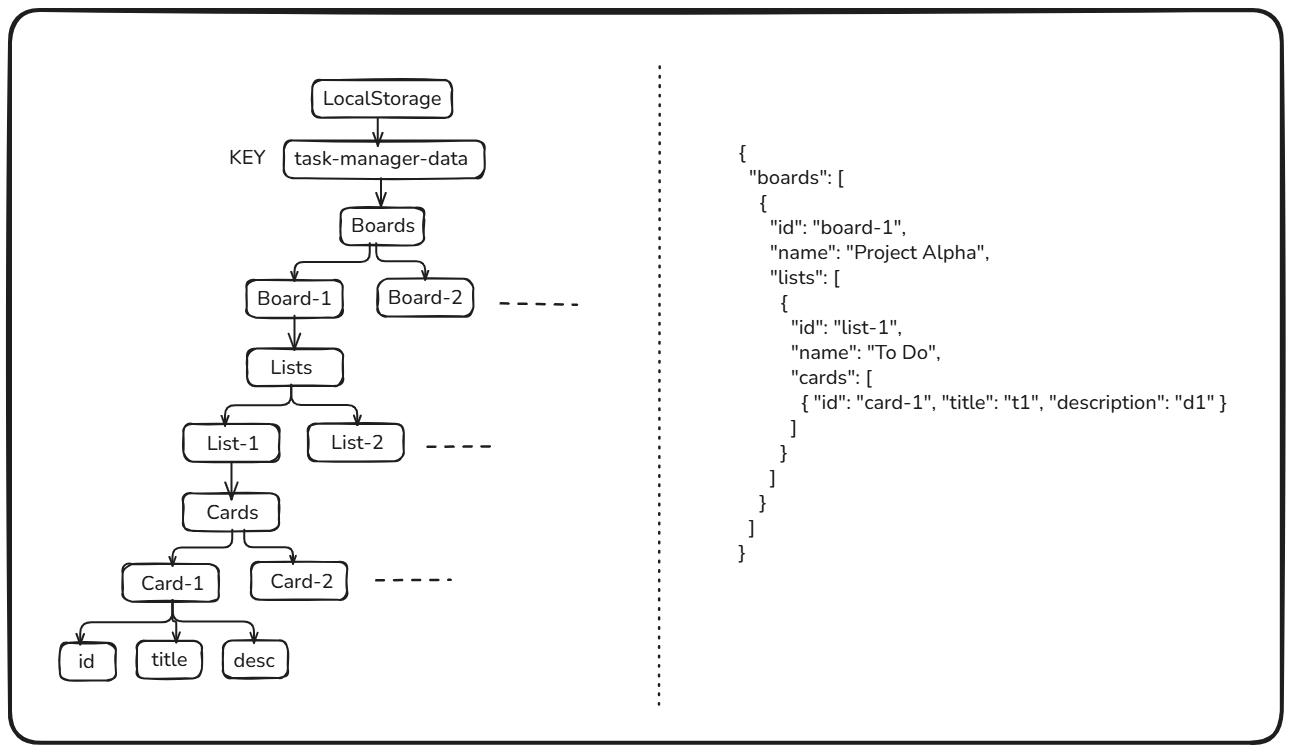 LocalStorage
KEY
task-manager-data
Boards
Board-1
Board-2
Lists
List-1
List-2
Cards
Card-1
Card-2
id
title
desc
{
"boards": [
{
"id": "board-1",
"name": "Project Alpha",
"lists": [
{
"id": "list-1",
"name": "To Do",
"cards": [
{ "id": "card-1", "title": "t1", "description": "d1" }
]
}
]
}
]
}